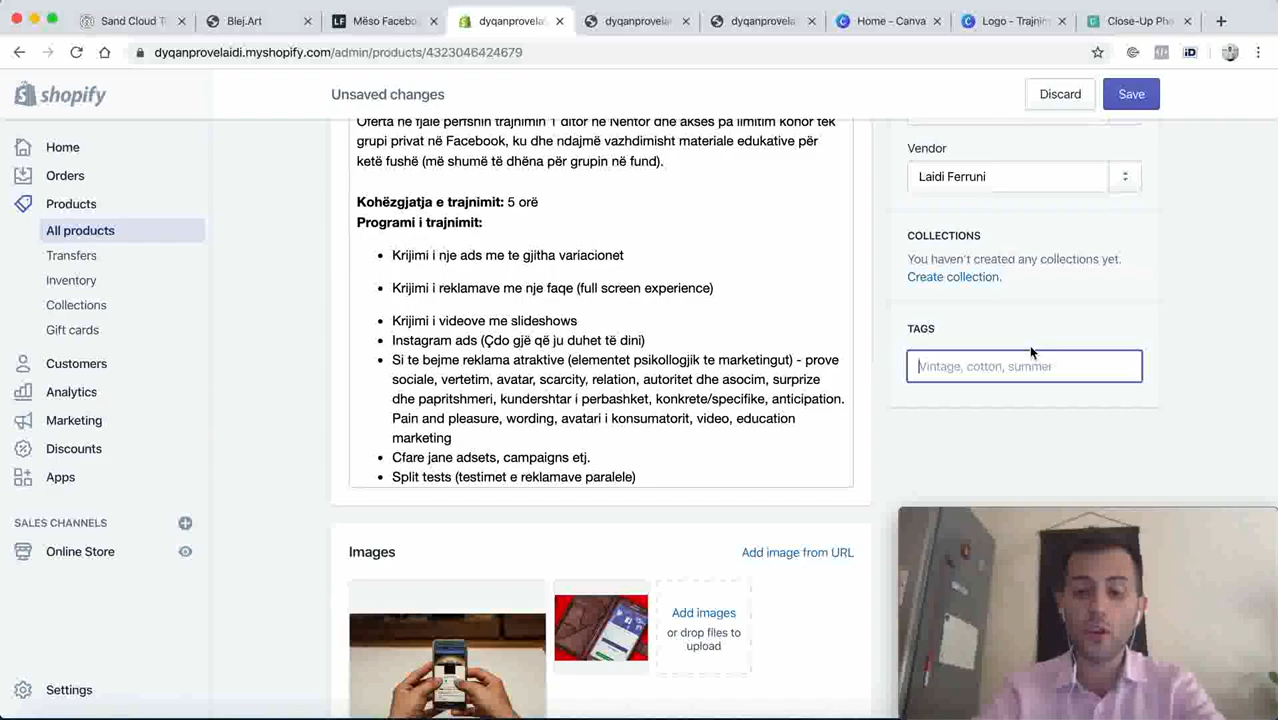 Sand Cloud T
Blej.Art
Mëso Facebo
dyqanprovela
dyqanprovela
dyqanprovela
Home - Canva
Logo - Trajnin
Close-Up Pho
dyqanprovelaidi.myshopify.com/admin/products/4323046424679
shopify
Unsaved changes
Discard
Save
Home
Orders
Products
All products
Transfers
Inventory
Collections
Gift cards
Customers
Analytics
Marketing
Discounts
Apps
SALES CHANNELS
Online Store
Settings
Oferta në fjalë përfshin trajnimin 1 ditor në Nëntor dhe akses pa limitim kohor tek
grupi privat në Facebook, ku dhe ndajmë vazhdimisht materiale edukative për
ketë fushë (më shumë të dhëna për grupin në fund).
Kohëzgjatja e trajnimit: 5 orë
Programi i trajnimit:
Krijimi i nje ads me te gjitha variacionet
Krijimi i reklamave me nje faqe (full screen experience)
Krijimi i videove me slideshows
Instagram ads (Çdo gjë që ju duhet të dini)
Si te bejme reklama atraktive (elementet psikollogjik te marketingut) - prove
sociale, vertetim, avatar, scarcity, relation, autoritet dhe asocim, surprize
dhe papritshmeri, kundershtar i perbashket, konkrete/specifike, anticipation.
Pain and pleasure, wording, avatari i konsumatorit, video, education
marketing
Cfare jane adsets, campaigns etj.
Split tests (testimet e reklamave paralele)
Images
Add image from URL
Add images
or drop files to
upload
Vendor
Laidi Ferruni
COLLECTIONS
You haven't created any collections yet.
Create collection.
TAGS
Vintage, cotton, summer